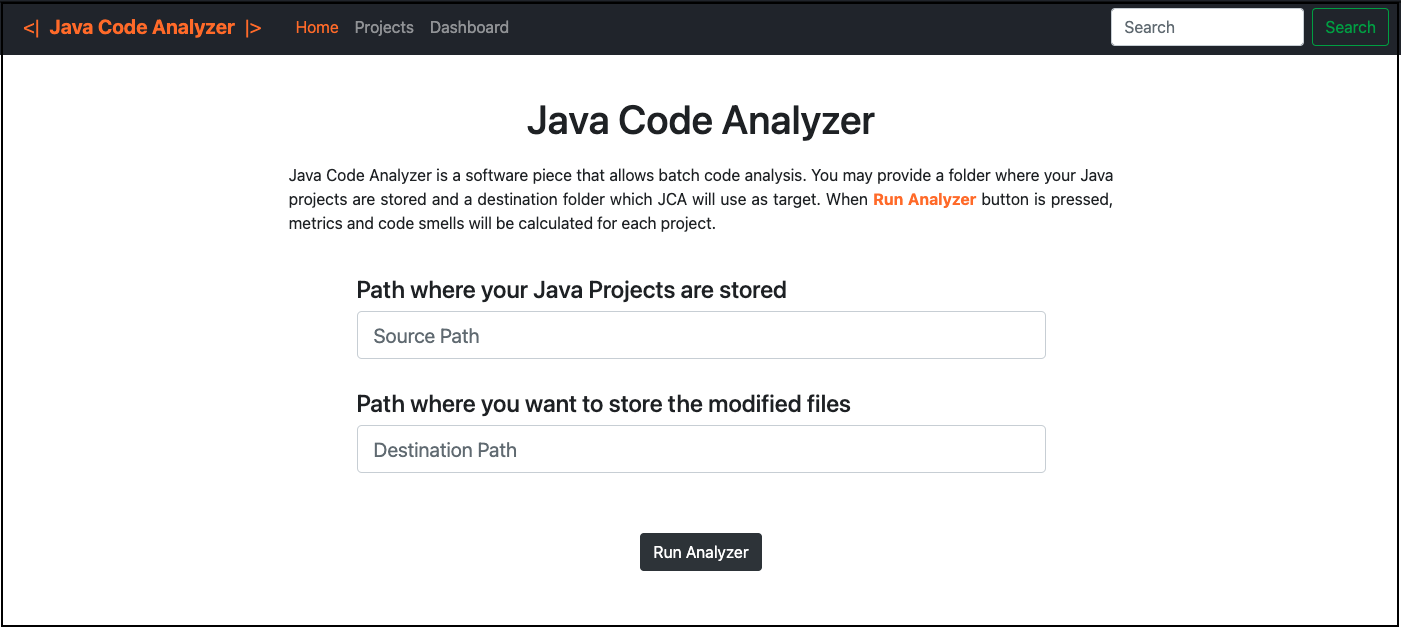 <| Java Code Analyzer |> Home Projects Dashboard Search Search
Java Code Analyzer
Java Code Analyzer is a software piece that allows batch code analysis. You may provide a folder where your Java
projects are stored and a destination folder which JCA will use as target. When Run Analyzer button is pressed,
metrics and code smells will be calculated for each project.
Path where your Java Projects are stored
Source Path
Path where you want to store the modified files
Destination Path
Run Analyzer